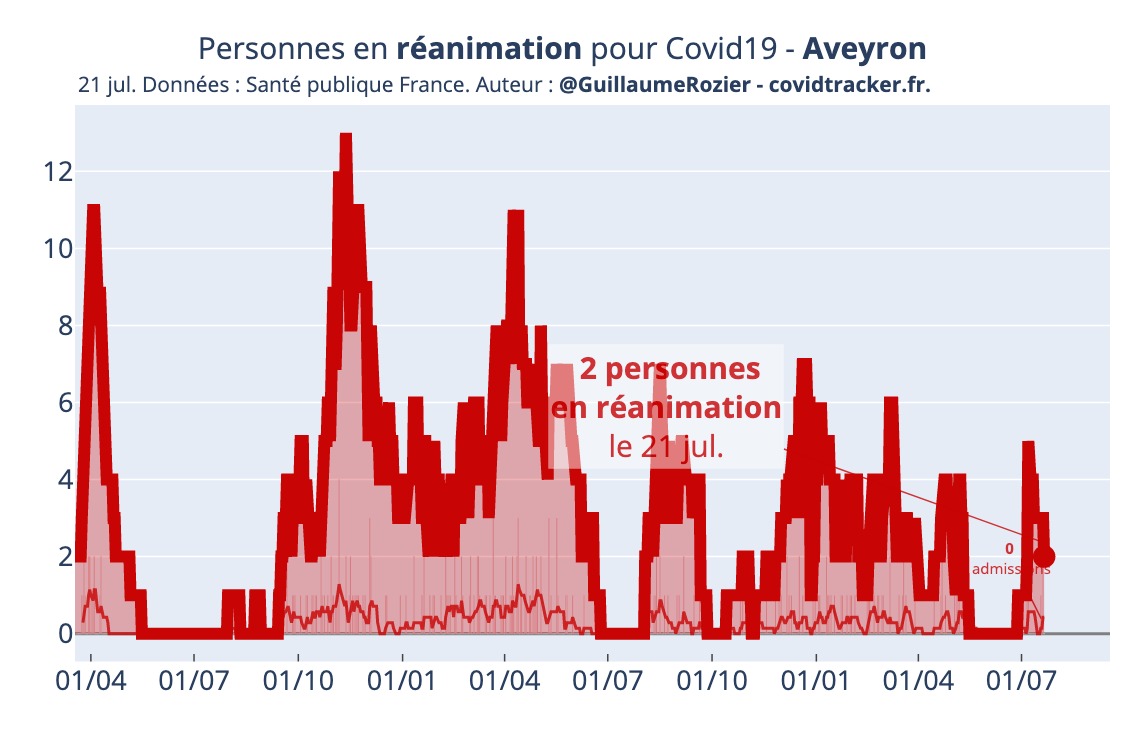 Personnes en réanimation pour Covid19 - Aveyron
21 jul. Données : Santé publique France. Auteur : @GuillaumeRozier - covidtracker.fr.
12
10
8
6
4
2
0
2 personnes
en réanimation
le 21 jul.
0
admissions
01/04 01/07 01/10 01/01 01/04 01/07 01/10 01/01 01/04 01/07